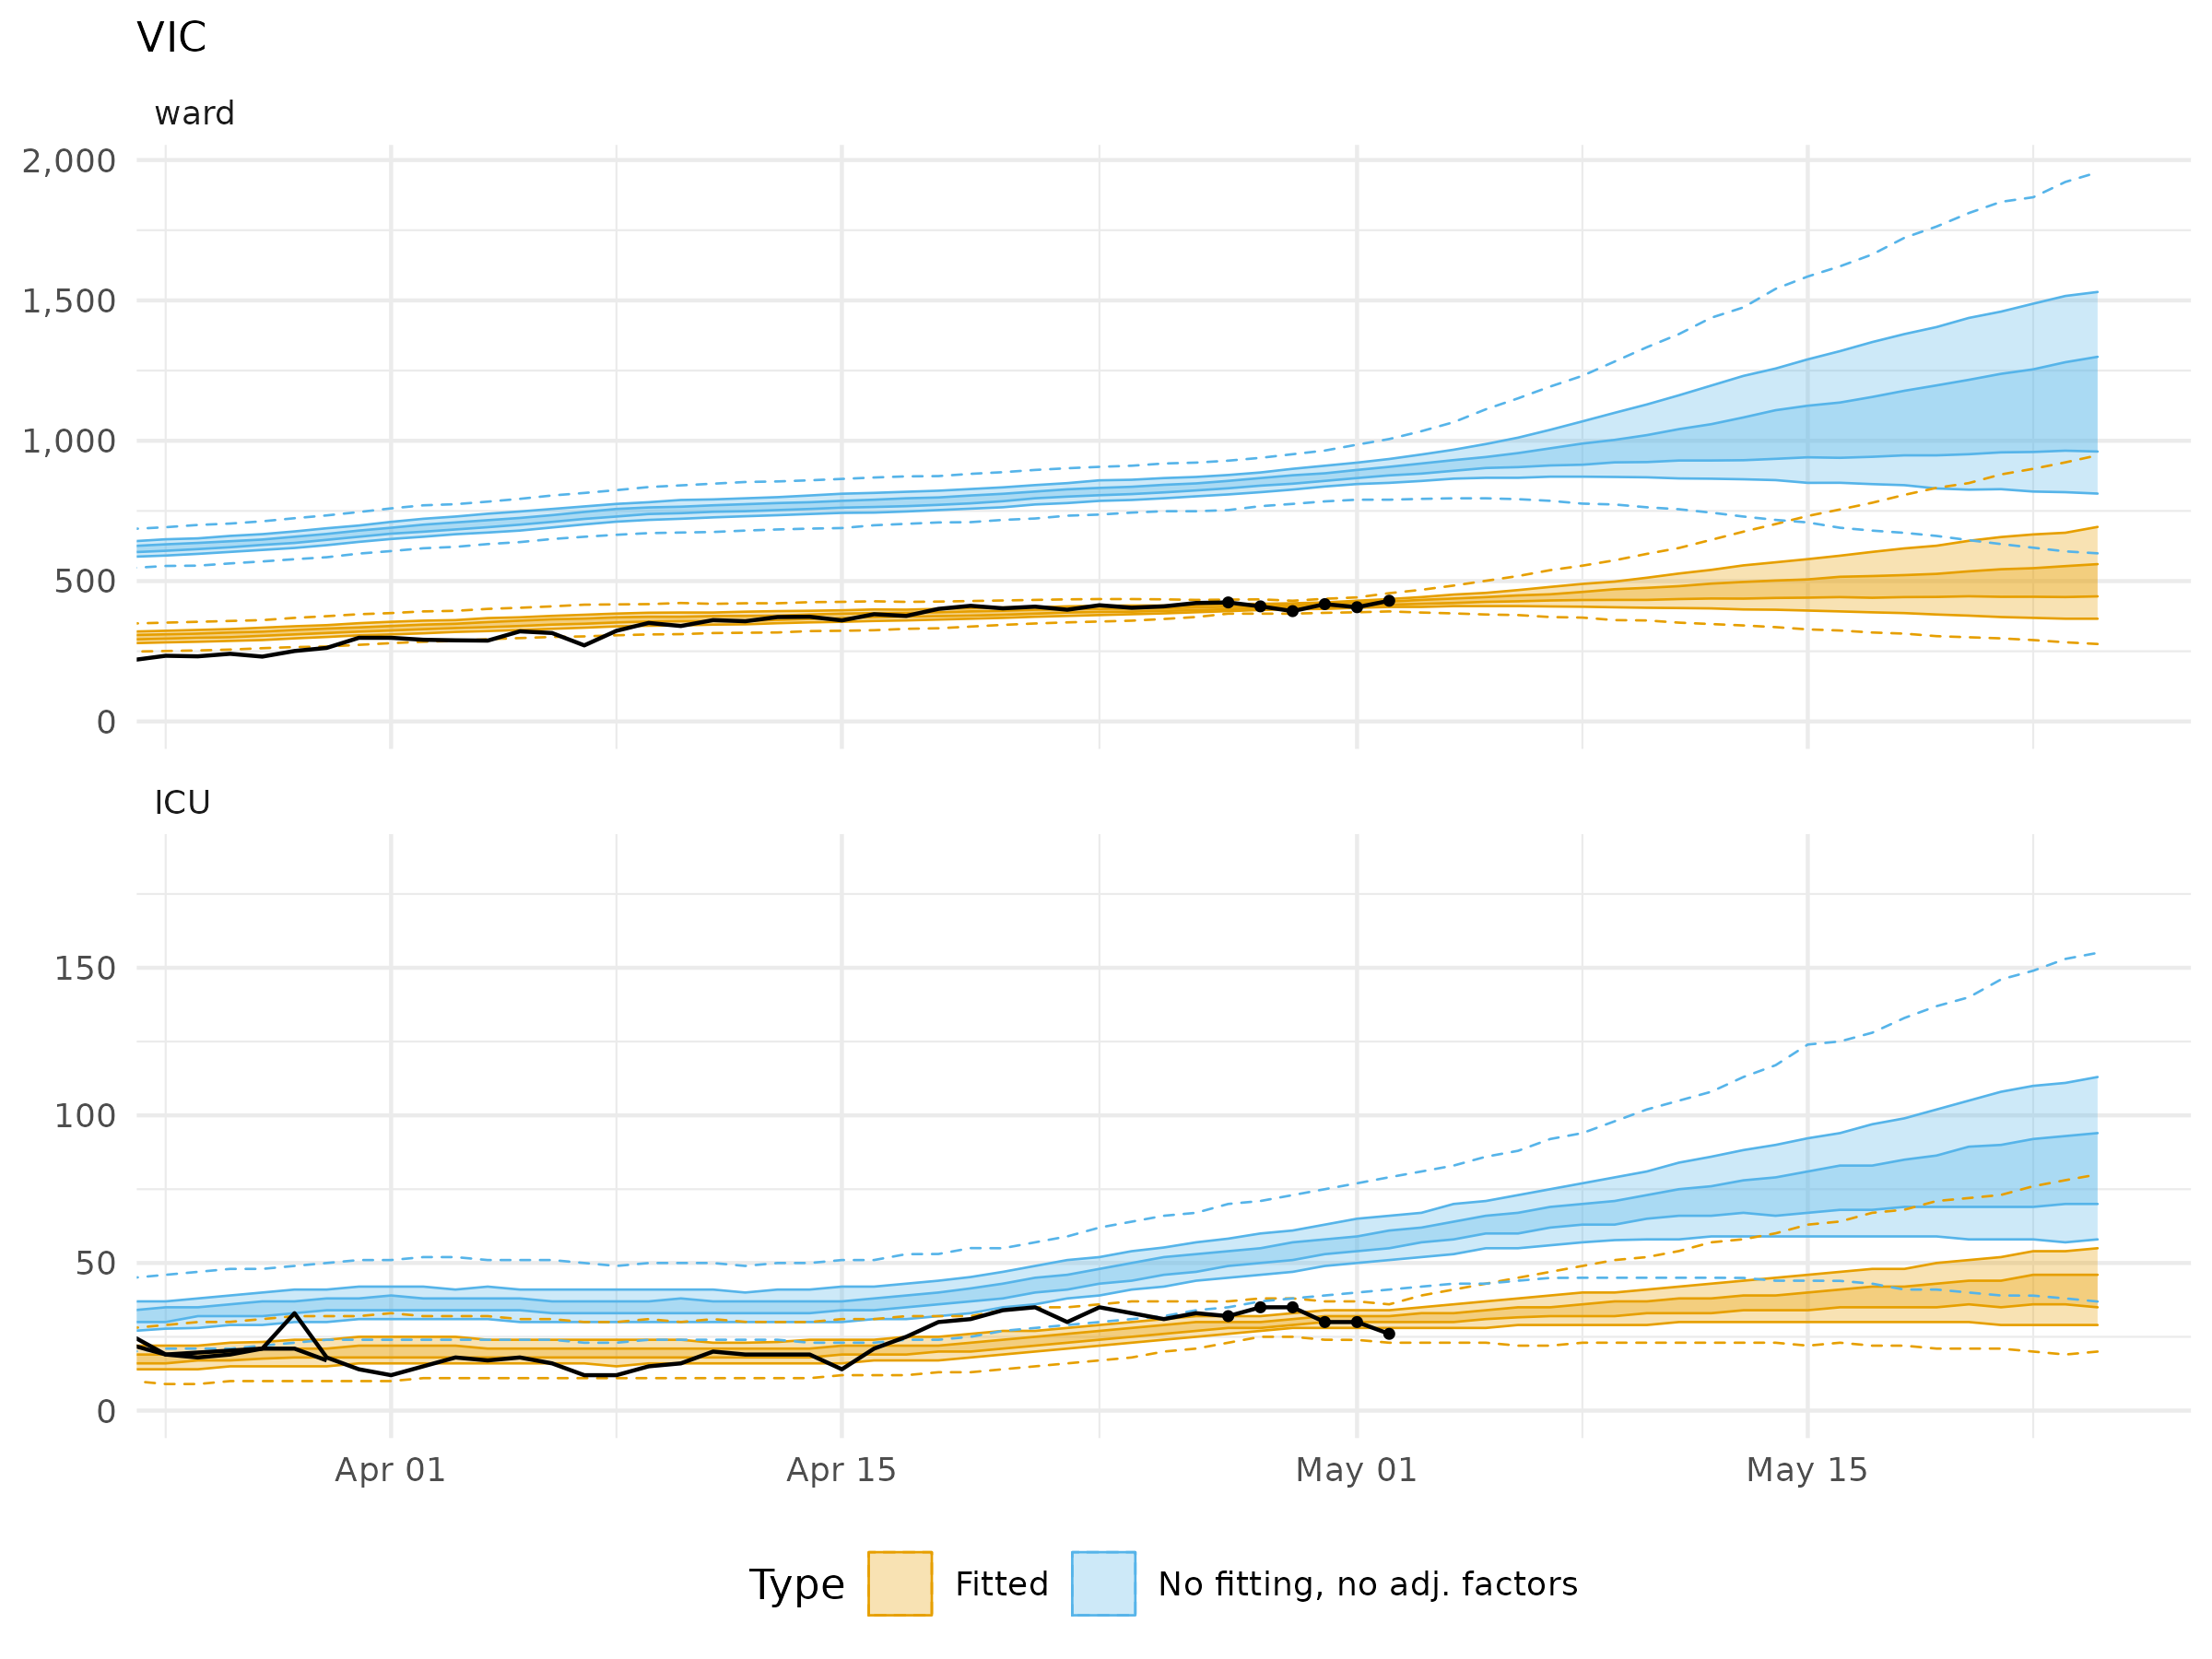 VIC
ward
2,000
1,500
1,000
500
0
ICU
150
100
50
0
Apr 01 Apr 15 May 01 May 15
Type Fitted No fitting, no adj. factors